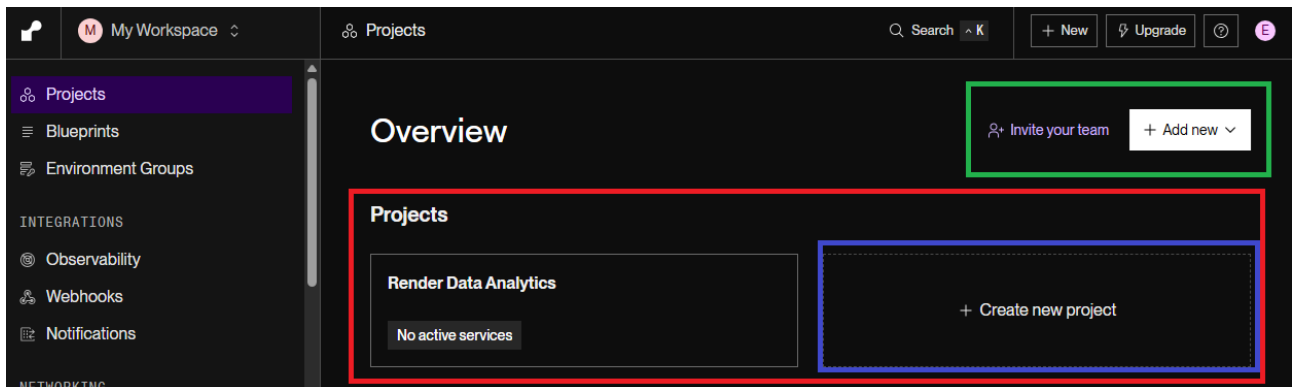 M My Workspace
Projects
Search ^ K
+ New
Upgrade
E
Projects
Blueprints
Environment Groups
INTEGRATIONS
Observability
Webhooks
Notifications
NETWORKING
Overview
Invite your team
+ Add new
Projects
Render Data Analytics
No active services
+ Create new project